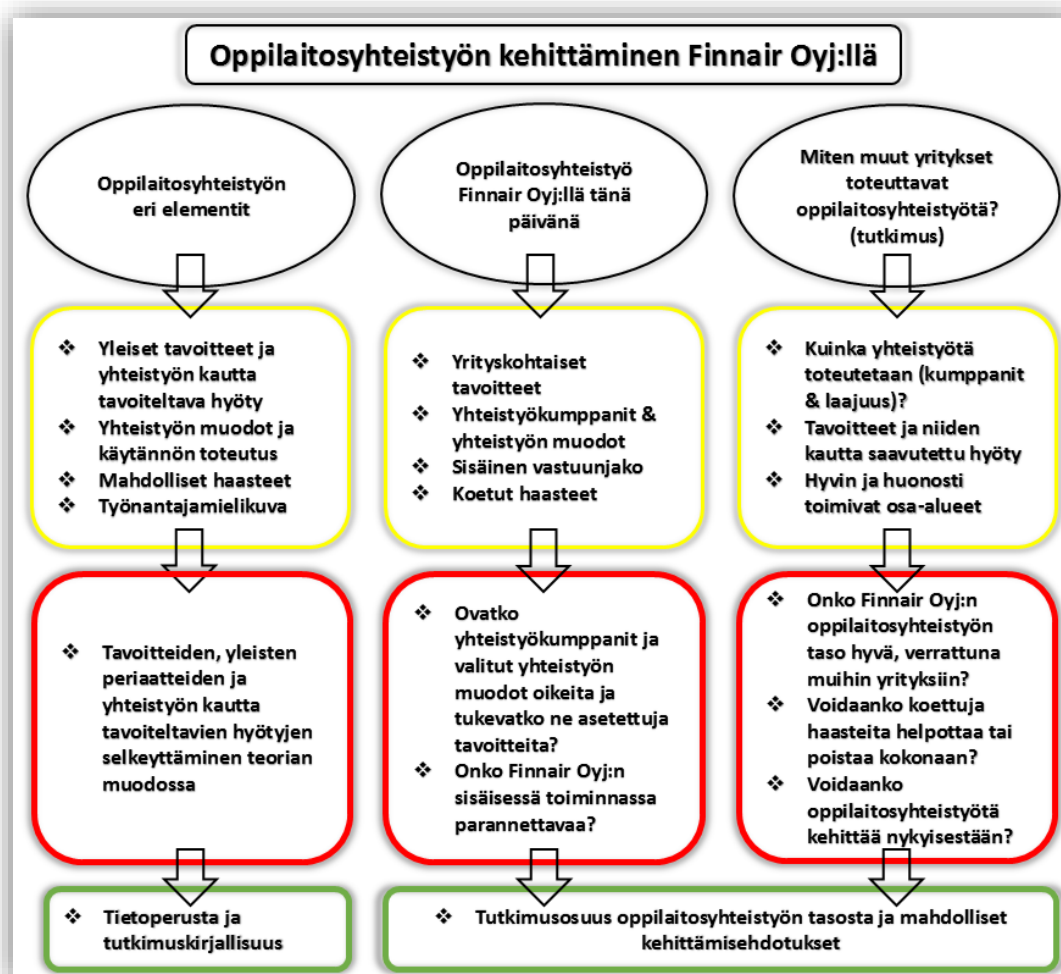 Oppilaitosyhteistyön kehittäminen Finnair Oyj:llä
Oppilaitosyhteistyön
eri elementit
Oppilaitosyhteistyö
Finnair Oyj:llä tänä
päivänä
Miten muut yritykset
toteuttavat
oppilaitosyhteistyötä?
(tutkimus)
❖ Yleiset tavoitteet ja
yhteistyön kautta
tavoiteltava hyöty
❖ Yhteistyön muodot ja
käytännön toteutus
❖ Mahdolliset haasteet
❖ Työnantajamielikuva
❖ Yrityskohtaiset
tavoitteet
❖ Yhteistyökumppanit &
yhteistyön muodot
❖ Sisäinen vastuunjako
❖ Koetut haasteet
❖ Kuinka yhteistyötä
toteutetaan (kumppanit
& laajuus)?
❖ Tavoitteet ja niiden
kautta saavutettu hyöty
❖ Hyvin ja huonosti
toimivat osa-alueet
❖ Tavoitteiden, yleisten
periaatteiden ja
yhteistyön kautta
tavoiteltavien hyötyjen
selkeyttäminen teorian
muodossa
❖ Ovatko
yhteistyökumppanit ja
valitut yhteistyön
muodot oikeita ja
tukevatko ne asetettuja
tavoitteita?
❖ Onko Finnair Oyj:n
sisäisessä toiminnassa
parannettavaa?
❖ Onko Finnair Oyj:n
oppilaitosyhteistyön
taso hyvä, verrattuna
muihin yrityksiin?
❖ Voidaanko koettuja
haasteita helpottaa tai
poistaa kokonaan?
❖ Voidaanko
oppilaitosyhteistyötä
kehittää nykyisestään?
❖ Tietoperusta ja
tutkimuskirjallisuus
❖ Tutkimusosuus oppilaitosyhteistyön tasosta ja mahdolliset
kehittämisehdotukset